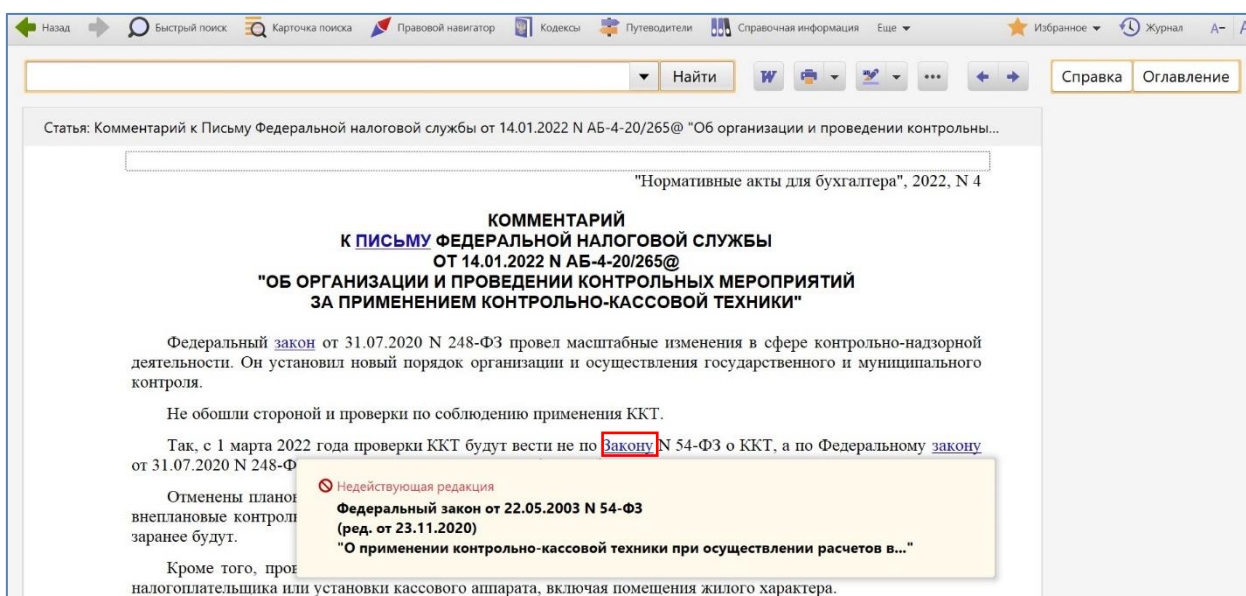 Назад Быстрый поиск Карточка поиска Правовой навигатор Кодексы Путеводители Справочная информация Еще Избранное Журнал А−
Найти W ... Справка Оглавление
Статья: Комментарий к Письму Федеральной налоговой службы от 14.01.2022 N АБ-4-20/265@ "Об организации и проведении контрольны...
"Нормативные акты для бухгалтера", 2022, N 4
КОММЕНТАРИЙ
К ПИСЬМУ ФЕДЕРАЛЬНОЙ НАЛОГОВОЙ СЛУЖБЫ
ОТ 14.01.2022 N АБ-4-20/265@
"ОБ ОРГАНИЗАЦИИ И ПРОВЕДЕНИИ КОНТРОЛЬНЫХ МЕРОПРИЯТИЙ
ЗА ПРИМЕНЕНИЕМ КОНТРОЛЬНО-КАССОВОЙ ТЕХНИКИ"
Федеральный закон от 31.07.2020 N 248-ФЗ провел масштабные изменения в сфере контрольно-надзорной
деятельности. Он установил новый порядок организации и осуществления государственного и муниципального
контроля.
Не обошли стороной и проверки по соблюдению применения ККТ.
Так, с 1 марта 2022 года проверки ККТ будут вести не по Закону N 54-ФЗ о ККТ, а по Федеральному закону
от 31.07.2020 N 248-Ф
Отменены планов
внеплановые контроль
заранее будут.
Кроме того, пров
налогоплательщика или установки кассового аппарата, включая помещения жилого характера.
Недействующая редакция
Федеральный закон от 22.05.2003 N 54-ФЗ
(ред. от 23.11.2020)
"О применении контрольно-кассовой техники при осуществлении расчетов в..."